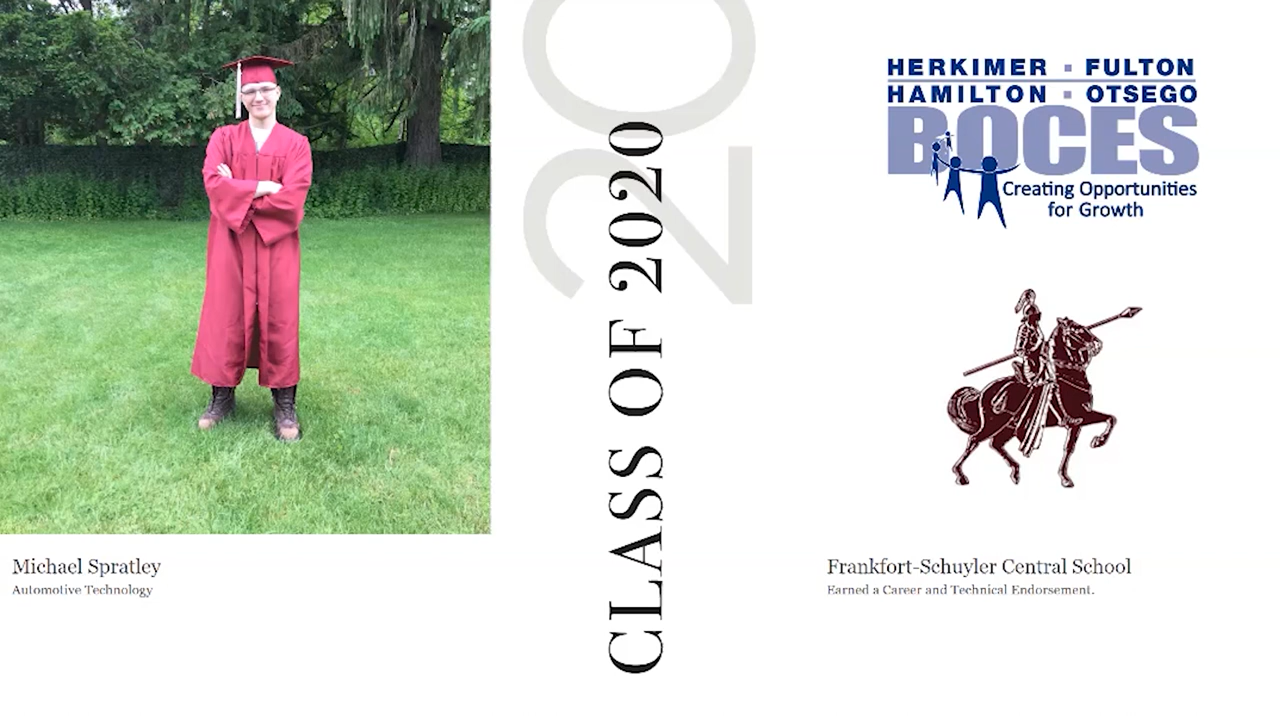 Michael Spratley
Automotive Technology
20
CLASS OF 2020
HERKIMER ▪ FULTON
HAMILTON ▪ OTSEGO
BOCES
Creating Opportunities
for Growth
Frankfort-Schuyler Central School
Earned a Career and Technical Endorsement.